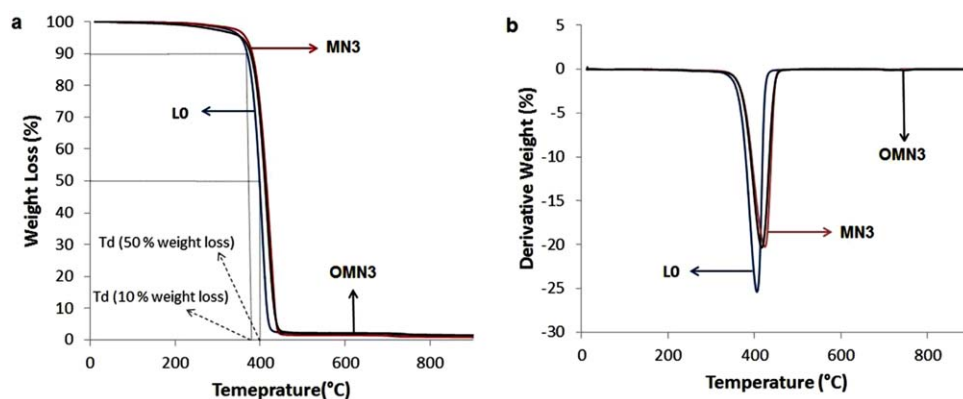 a
100
90
80
70
60
50
40
30
20
10
0
Weight Loss (%)
MN3
L0
Td (50 % weight loss)
Td (10 % weight loss)
OMN3
0 200 400 600 800
Temeprature(°C)
b
5
0
-5
-10
-15
-20
-25
-30
Derivative Weight (%)
OMN3
MN3
L0
0 200 400 600 800
Temperature (°C)